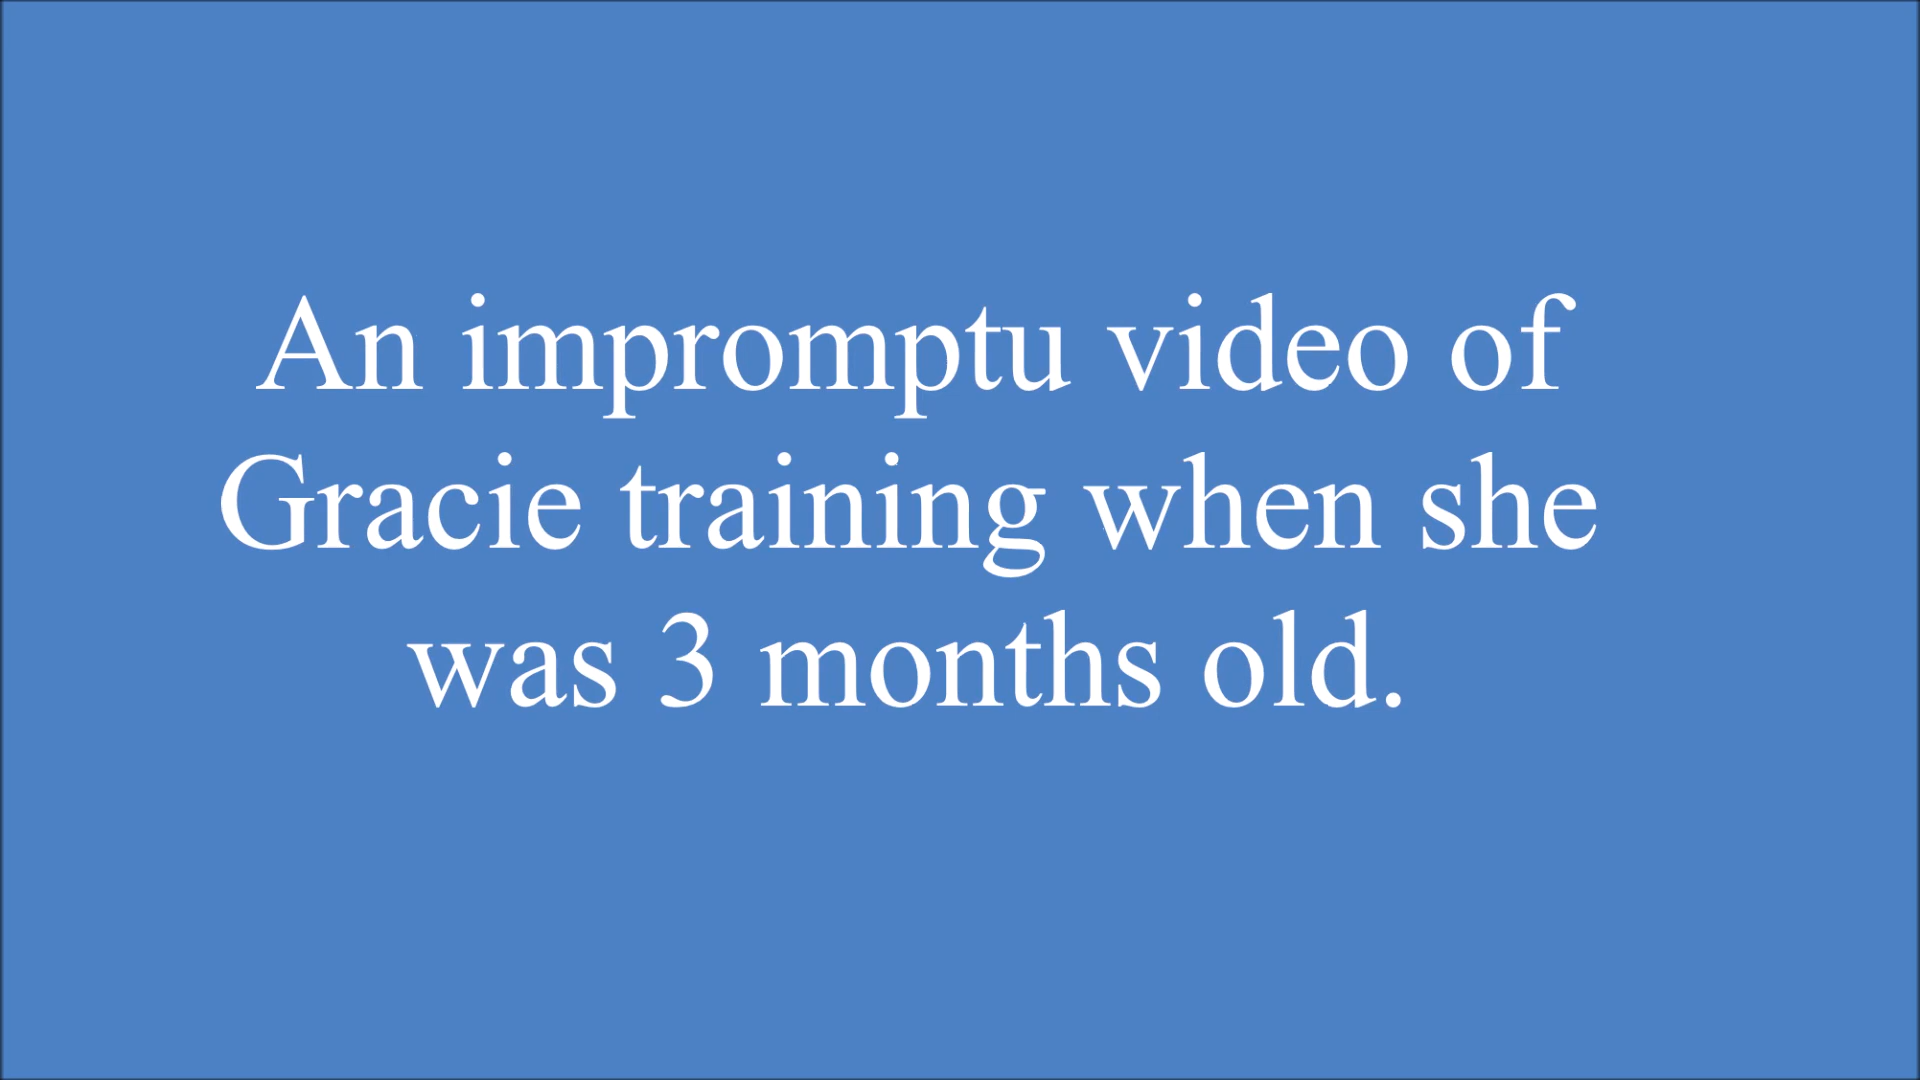 An impromptu video of
Gracie training when she
was 3 months old.